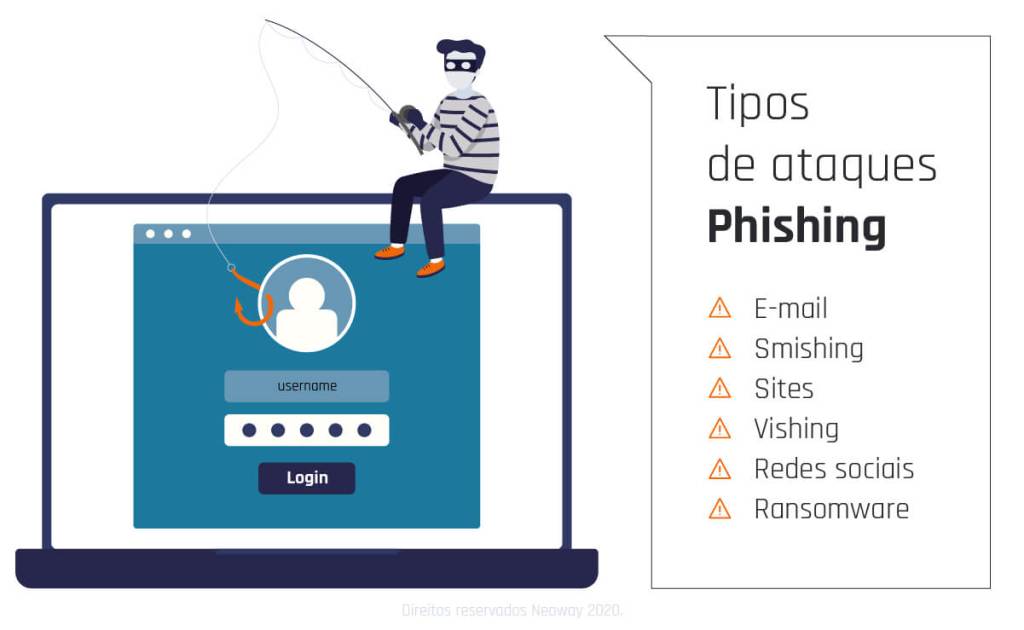 Tipos
de ataques
Phishing
E-mail
Smishing
Sites
Vishing
Redes sociais
Ransomware
username
Login
Direitos reservados Neoway 2020.